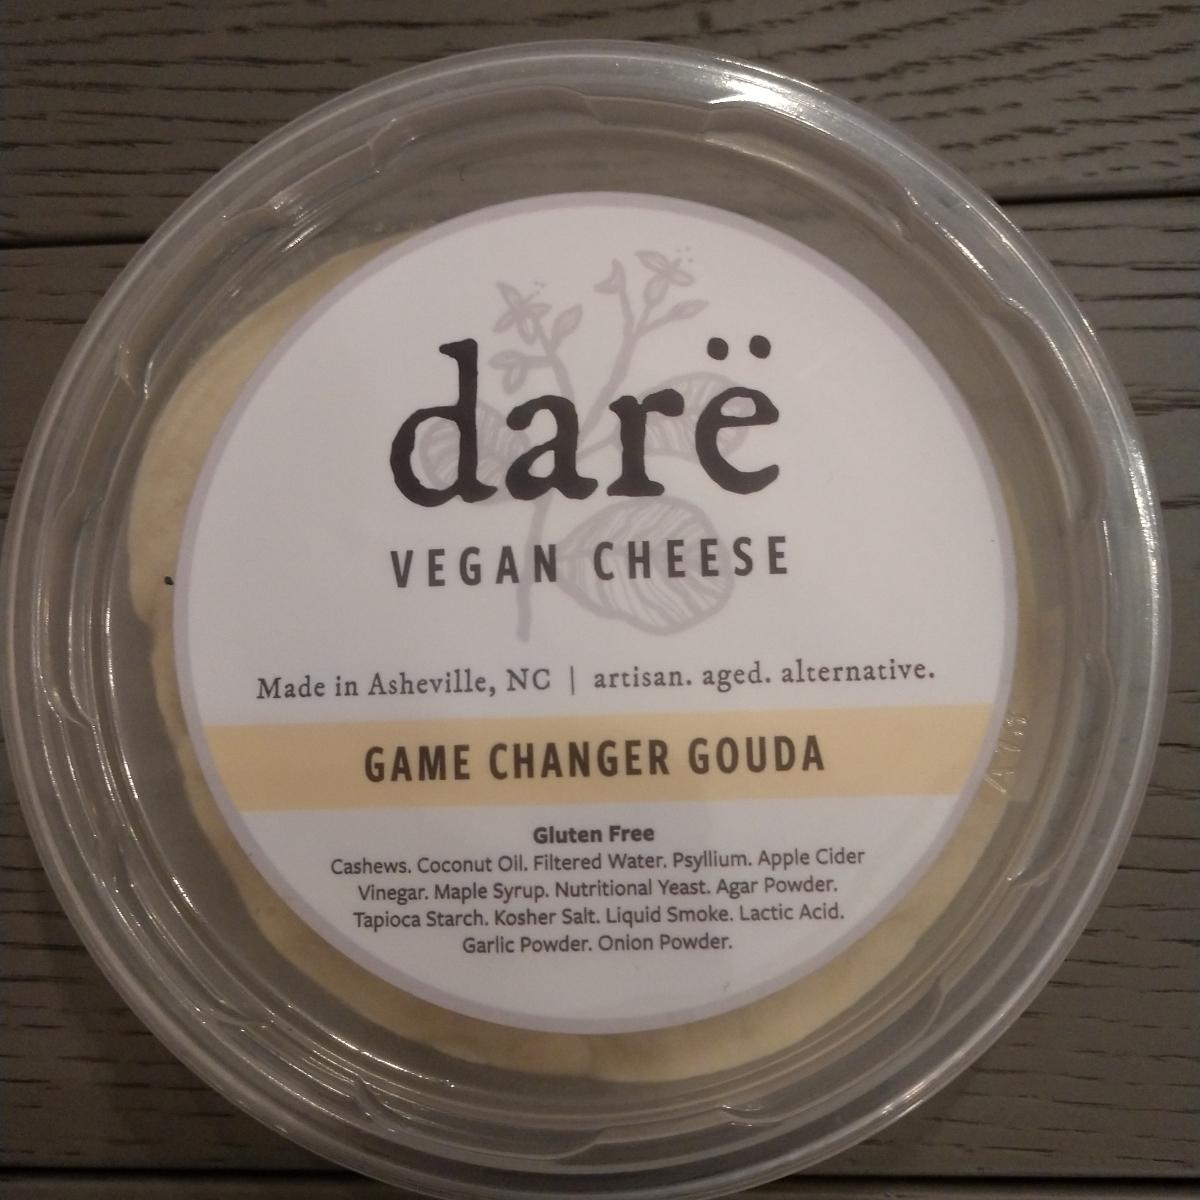 darë
VEGAN CHEESE
Made in Asheville, NC | artisan. aged. alternative.
GAME CHANGER GOUDA
Gluten Free
Cashews. Coconut Oil. Filtered Water. Psyllium. Apple Cider
Vinegar. Maple Syrup. Nutritional Yeast. Agar Powder.
Tapioca Starch. Kosher Salt. Liquid Smoke. Lactic Acid.
Garlic Powder. Onion Powder.